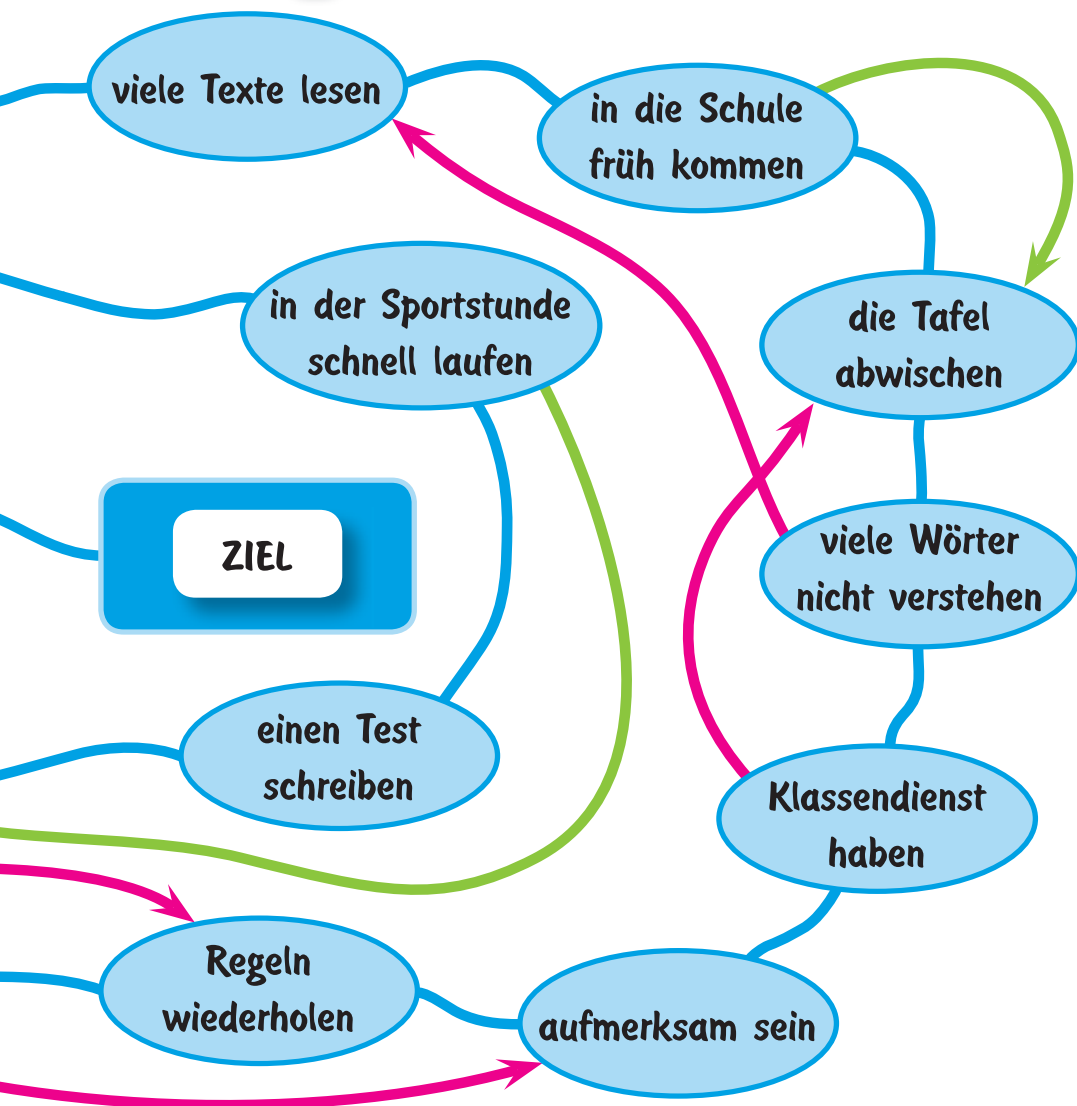 viele Texte lesen
in die Schule
früh kommen
in der Sportstunde
schnell laufen
die Tafel
abwischen
ZIEL
viele Wörter
nicht verstehen
einen Test
schreiben
Klassendienst
haben
Regeln
wiederholen
aufmerksam sein